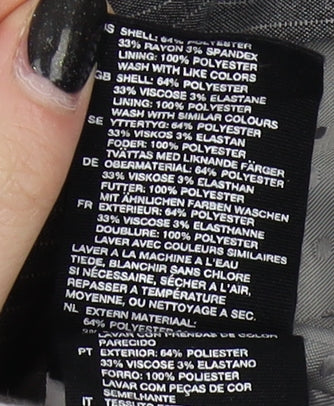 US SHELL: 64% POLYESTER
33% RAYON 3% SPANDEX
LINING: 100% POLYESTER
WASH WITH LIKE COLORS
GB SHELL: 64% POLYESTER
33% VISCOSE 3% ELASTANE
LINING: 100% POLYESTER
WASH WITH SIMILAR COLOURS
SE YTTERTYG: 64% POLYESTER
33% VISKOS 3% ELASTAN
FODER: 100% POLYESTER
TVÄTTAS MED LIKNANDE FÄRGER
DE OBERMATERIAL: 64% POLYESTER
33% VISKOSE 3% ELASTHAN
FUTTER: 100% POLYESTER
MIT ÄHNLICHEN FARBEN WASCHEN
FR EXTERIEUR: 64% POLYESTER
33% VISCOSE 3% ELASTHANNE
DOUBLURE: 100% POLYESTER
LAVER AVEC COULEURS SIMILAIRES
LAVER A LA MACHINE A L'EAU
TIEDE, BLANCHIR SANS CHLORE
SI NÉCESSAIRE, SÉCHER A L'AIR,
REPASSER A TEMPÉRATURE
MOYENNE, OU NETTOYAGE A SEC.
NL EXTERN MATERIAAL:
64% POLYESTER
LAVAR CON PRENDAS DE COLOR
PARECIDO
PT EXTERIOR: 64% POLIESTER
33% VISCOSE 3% ELASTANO
FORRO: 100% POLIESTER
LAVAR COM PEÇAS DE COR
SEMELHANTE
IT TESSUTO